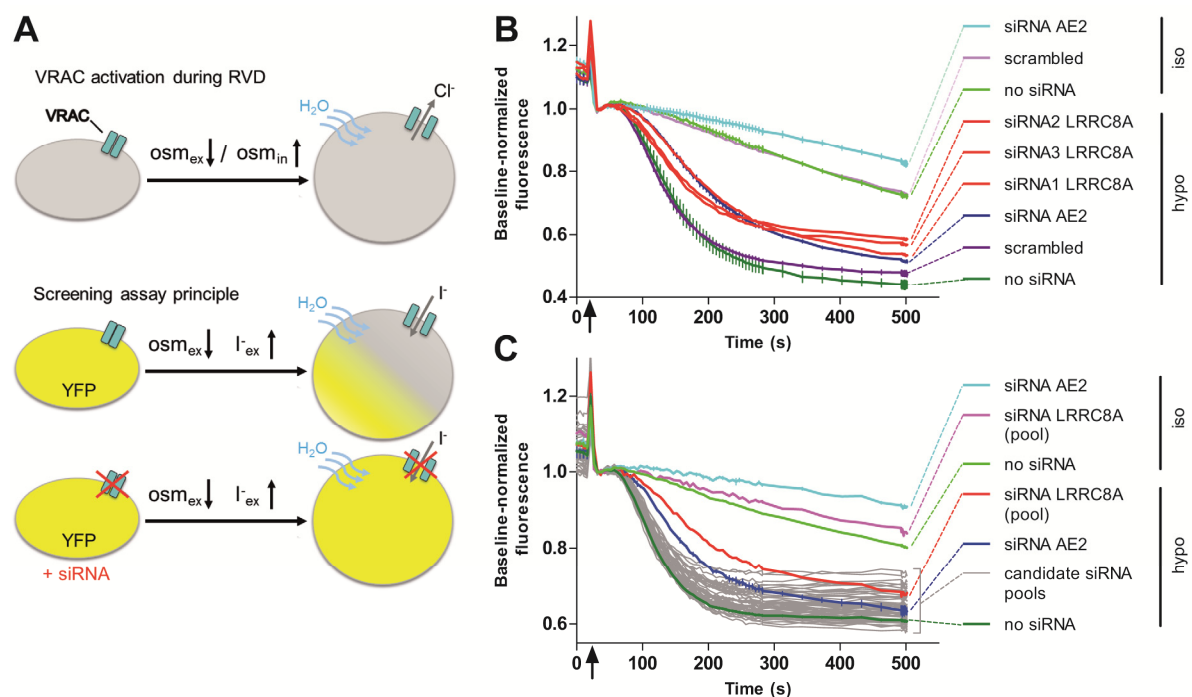 A
VRAC activation during RVD
VRAC
H2O
Cl-
osmex / osmin
Screening assay principle
H2O
I-
osmex I-ex
YFP
H2O
I-
osmex I-ex
YFP
+ siRNA
B
Baseline-normalized
fluorescence
1.2
1.0
0.8
0.6
0.4
0 100 200 300 400 500
Time (s)
siRNA AE2
scrambled
no siRNA
siRNA2 LRRC8A
siRNA3 LRRC8A
siRNA1 LRRC8A
siRNA AE2
scrambled
no siRNA
iso
hypo
C
Baseline-normalized
fluorescence
1.2
1.0
0.8
0.6
0 100 200 300 400 500
Time (s)
siRNA AE2
siRNA LRRC8A
(pool)
no siRNA
siRNA LRRC8A
(pool)
siRNA AE2
candidate siRNA
pools
no siRNA
iso
hypo